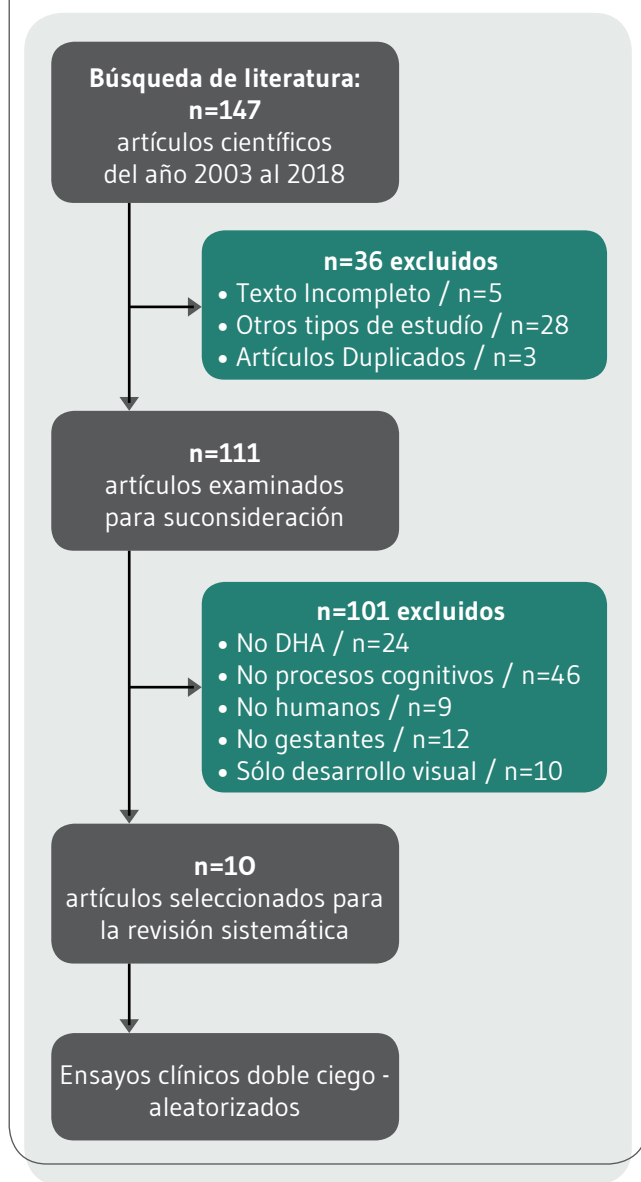 Búsqueda de literatura:
n=147
artículos científicos
del año 2003 al 2018
n=36 excluidos
• Texto Incompleto / n=5
• Otros tipos de estudío / n=28
• Artículos Duplicados / n=3
n=111
artículos examinados
para suconsideración
n=101 excluidos
• No DHA / n=24
• No procesos cognitivos / n=46
• No humanos / n=9
• No gestantes / n=12
• Sólo desarrollo visual / n=10
n=10
artículos seleccionados para
la revisión sistemática
Ensayos clínicos doble ciego -
aleatorizados